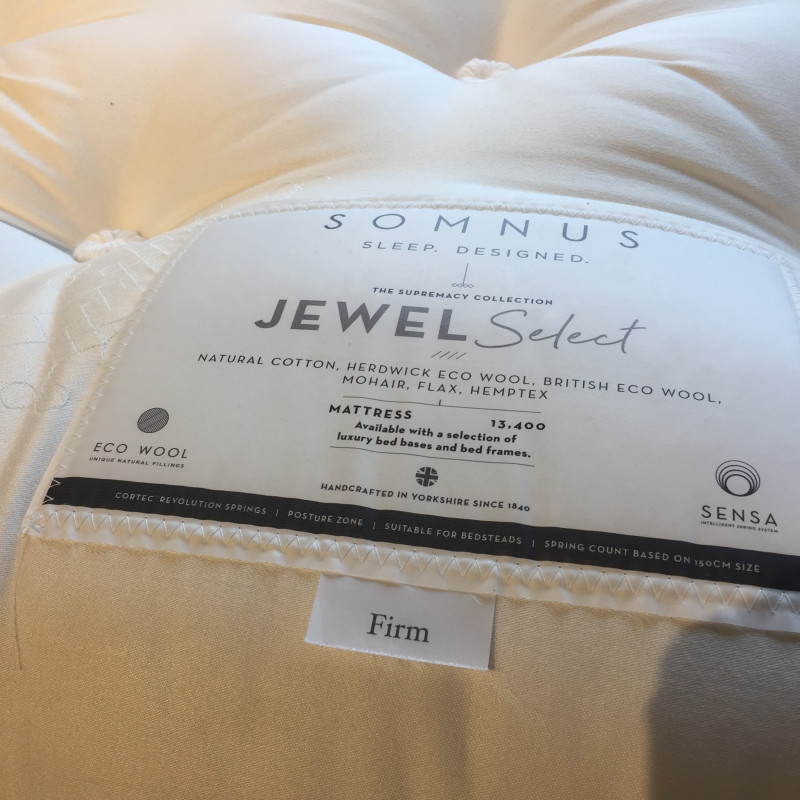 SOMNUS
SLEEP. DESIGNED.
THE SUPREMACY COLLECTION
JEWEL Select
NATURAL COTTON, HERDWICK ECO WOOL, BRITISH ECO WOOL,
MOHAIR, FLAX, HEMPTEX
MATTRESS 13,400
Available with a selection of
luxury bed bases and bed frames.
ECO WOOL
UNIQUE NATURAL FILLINGS
HANDCRAFTED IN YORKSHIRE SINCE 1840
SENSA
INTELLIGENT SPRING SYSTEM
CORTEC™ REVOLUTION SPRINGS | POSTURE ZONE | SUITABLE FOR BEDSTEADS | SPRING COUNT BASED ON 150CM SIZE
Firm